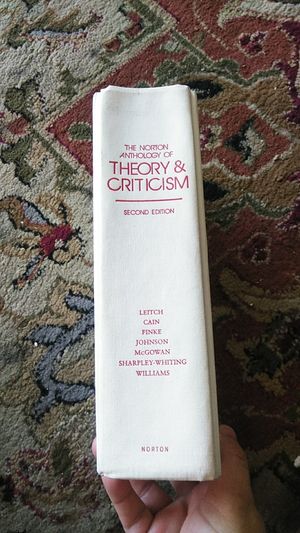 THE NORTON
ANTHOLOGY OF
THEORY &
CRITICISM
SECOND EDITION
LEITCH
CAIN
FINKE
JOHNSON
McGOWAN
SHARPLEY-WHITING
WILLIAMS
NORTON